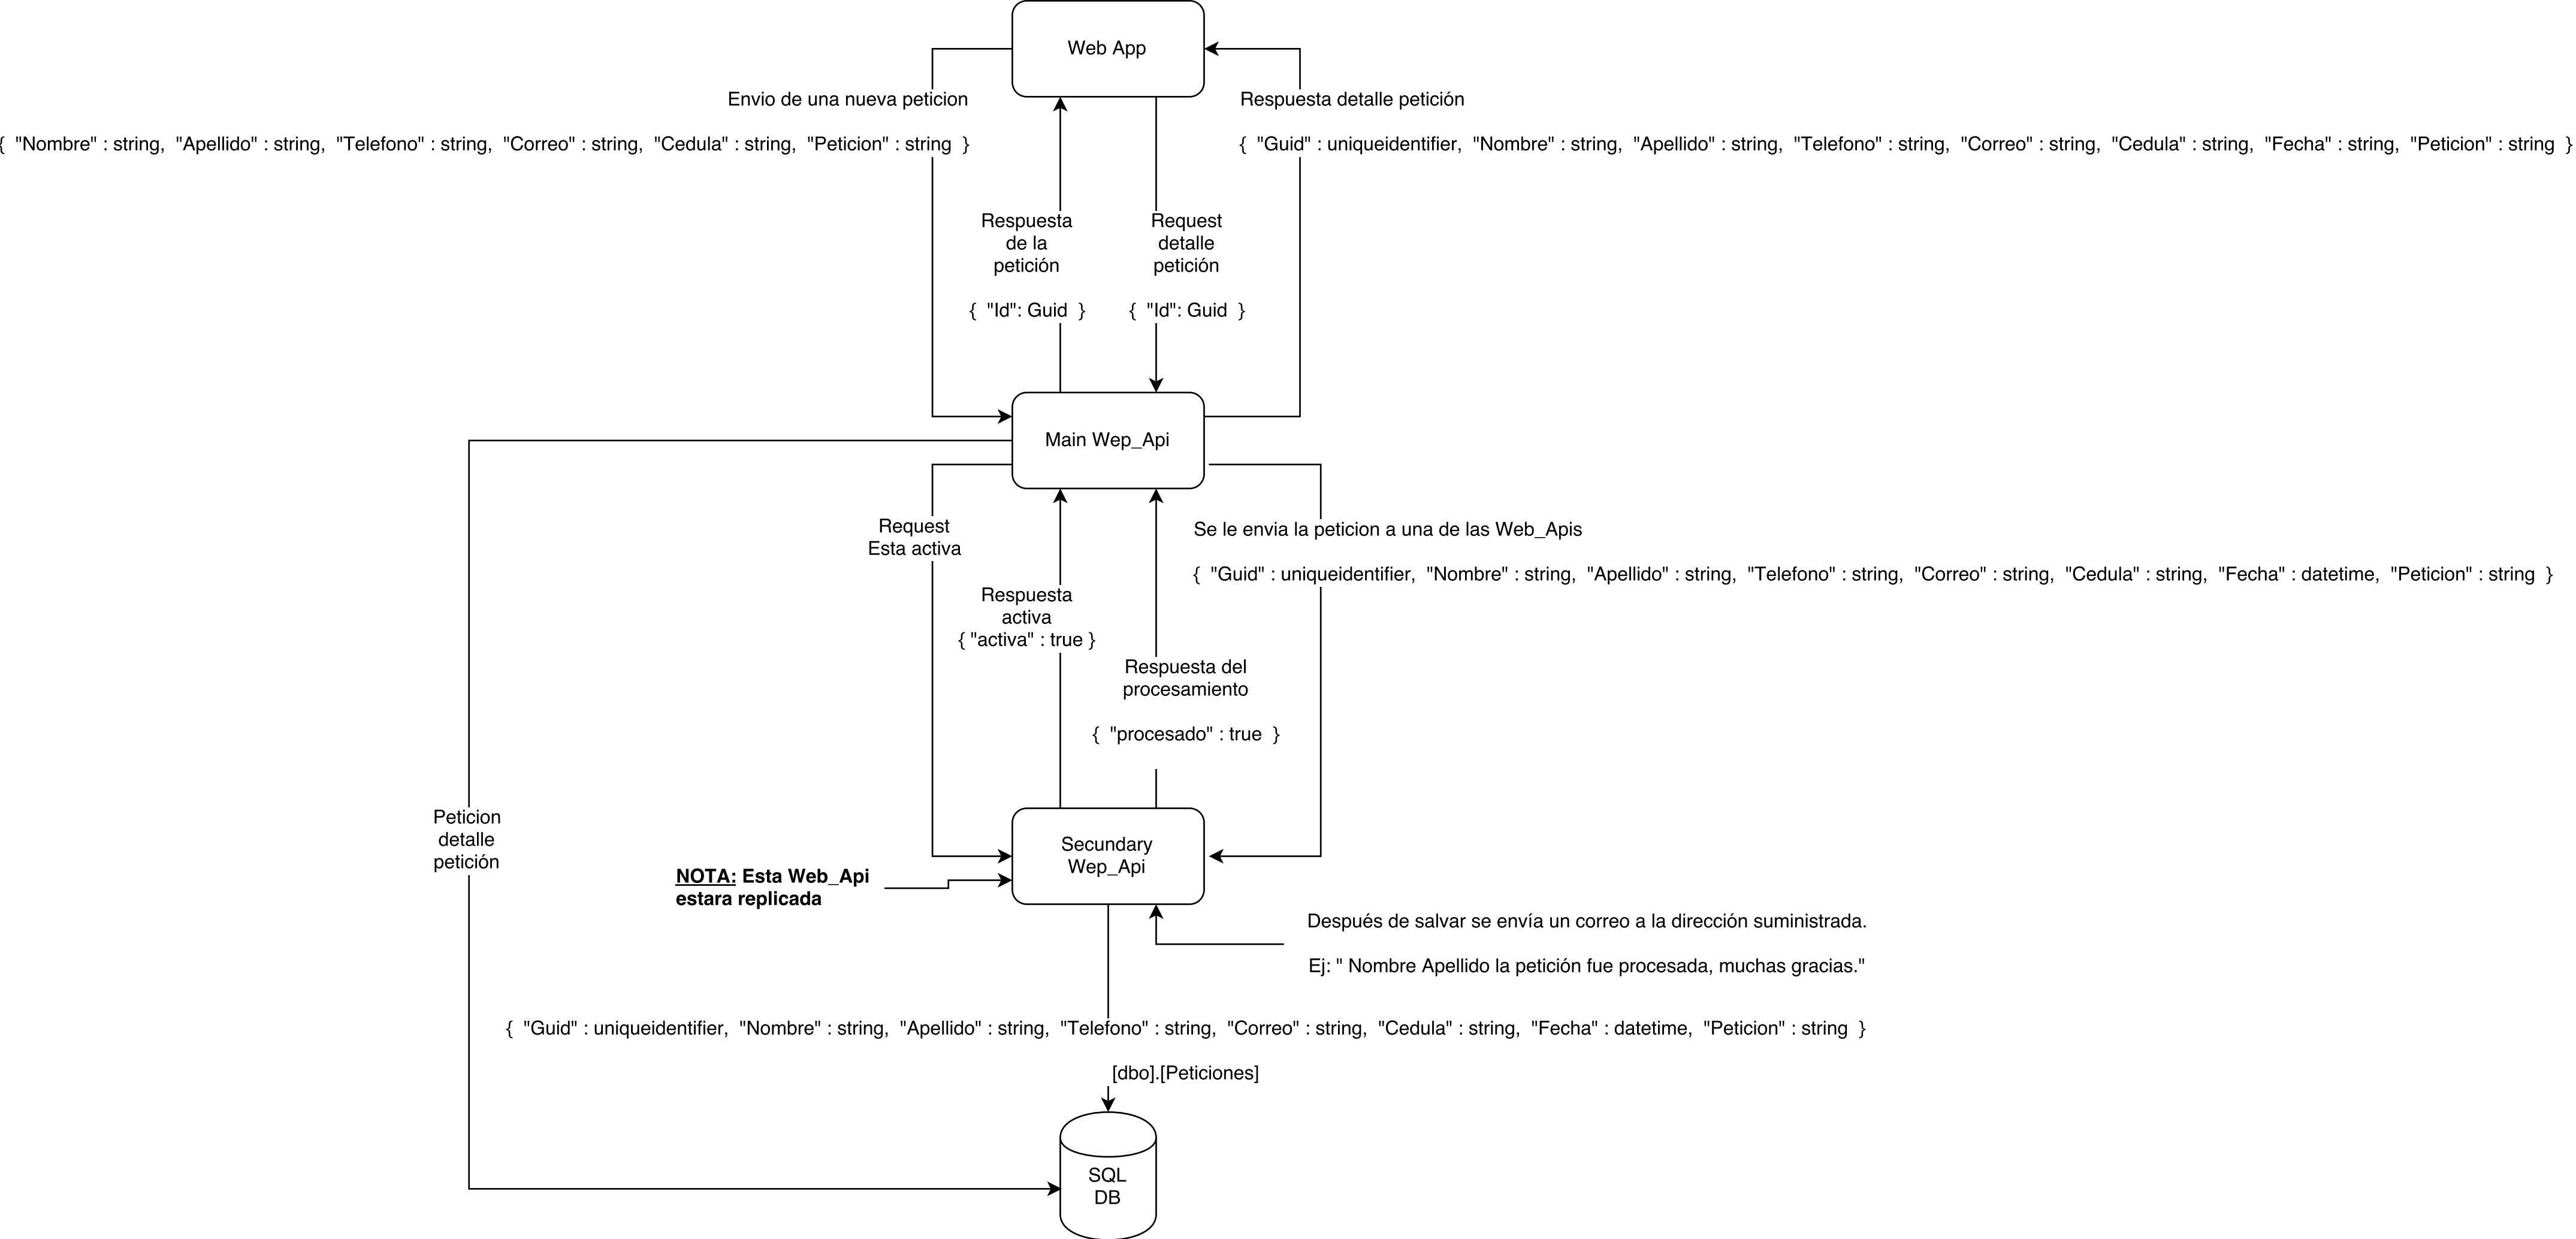 Web App
Envio de una nueva peticion
{  "Nombre" : string,  "Apellido" : string,  "Telefono" : string,  "Correo" : string,  "Cedula" : string,  "Peticion" : string  }
Respuesta detalle petición
{  "Guid" : uniqueidentifier,  "Nombre" : string,  "Apellido" : string,  "Telefono" : string,  "Correo" : string,  "Cedula" : string,  "Fecha" : string,  "Peticion" : string  }
Respuesta
de la
petición
{  "Id": Guid  }
Request
detalle
petición
{  "Id": Guid  }
Main Wep_Api
Request
Esta activa
Respuesta
activa
{ "activa" : true }
Se le envia la peticion a una de las Web_Apis
{  "Guid" : uniqueidentifier,  "Nombre" : string,  "Apellido" : string,  "Telefono" : string,  "Correo" : string,  "Cedula" : string,  "Fecha" : datetime,  "Peticion" : string  }
Respuesta del
procesamiento
{  "procesado" : true  }
Peticion
detalle
petición
Secundary
Wep_Api
NOTA: Esta Web_Api
estara replicada
Después de salvar se envía un correo a la dirección suministrada.
Ej: " Nombre Apellido la petición fue procesada, muchas gracias."
{  "Guid" : uniqueidentifier,  "Nombre" : string,  "Apellido" : string,  "Telefono" : string,  "Correo" : string,  "Cedula" : string,  "Fecha" : datetime,  "Peticion" : string  }
[dbo].[Peticiones]
SQL
DB